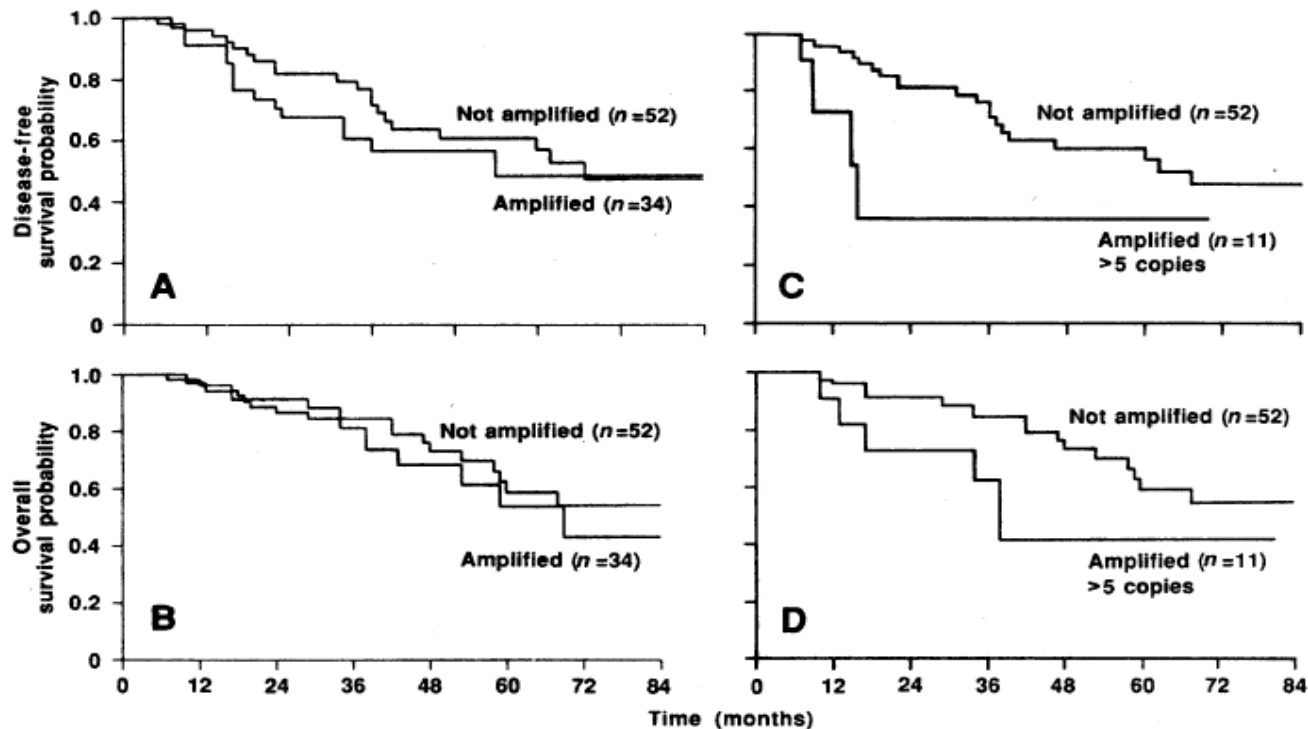 Disease-free
survival probability
1.0
0.8
0.6
0.4
0.2
0
Not amplified (n=52)
Amplified (n=34)
A
Not amplified (n=52)
Amplified (n=11)
>5 copies
C
Overall
survival probability
1.0
0.8
0.6
0.4
0.2
0
Not amplified (n=52)
Amplified (n=34)
B
0 12 24 36 48 60 72 84
Not amplified (n=52)
Amplified (n=11)
>5 copies
D
0 12 24 36 48 60 72 84
Time (months)